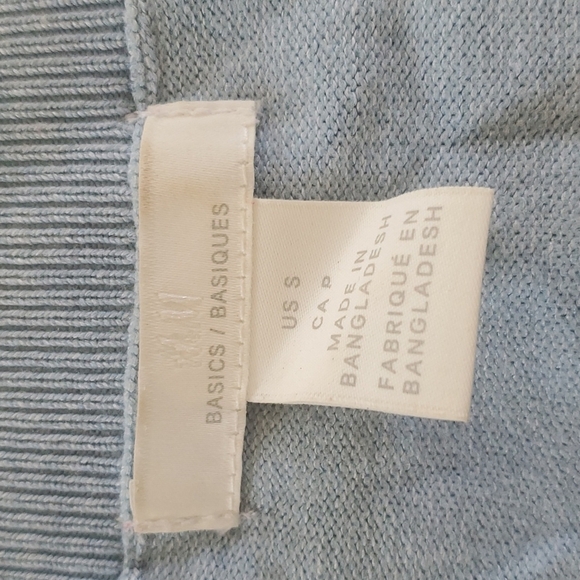 BASICS / BASIQUES
US S
CA P
MADE IN
BANGLADESH
FABRIQUÉ EN
BANGLADESH